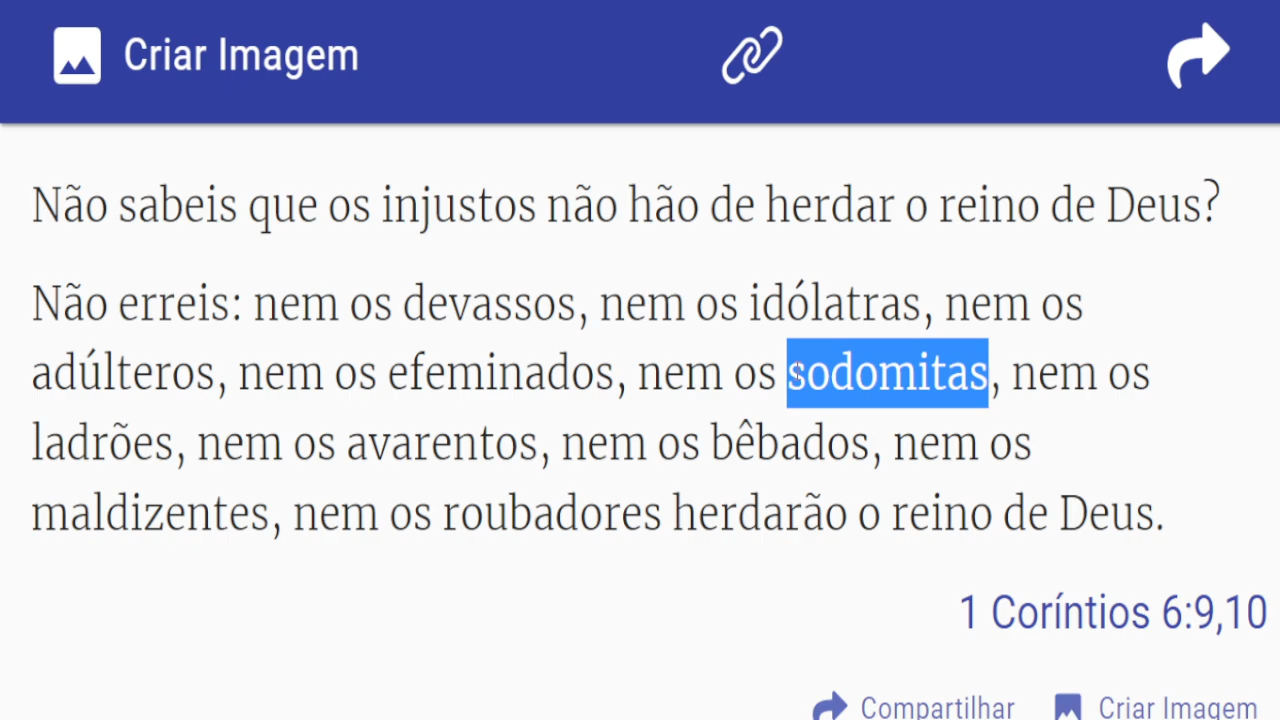 Criar Imagem
Não sabeis que os injustos não hão de herdar o reino de Deus?
Não erreis: nem os devassos, nem os idólatras, nem os
adúlteros, nem os efeminados, nem os sodomitas, nem os
ladrões, nem os avarentos, nem os bêbados, nem os
maldizentes, nem os roubadores herdarão o reino de Deus.
1 Coríntios 6:9,10
Compartilhar Criar Imagem